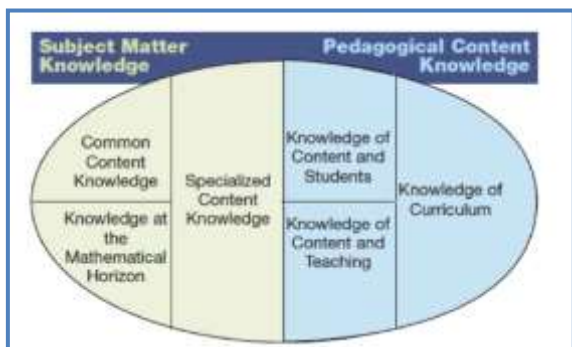 Subject Matter
Knowledge
Pedagogical Content
Knowledge
Common
Content
Knowledge
Knowledge at
the
Mathematical
Horizon
Specialized
Content
Knowledge
Knowledge of
Content and
Students
Knowledge of
Content and
Teaching
Knowledge of
Curriculum